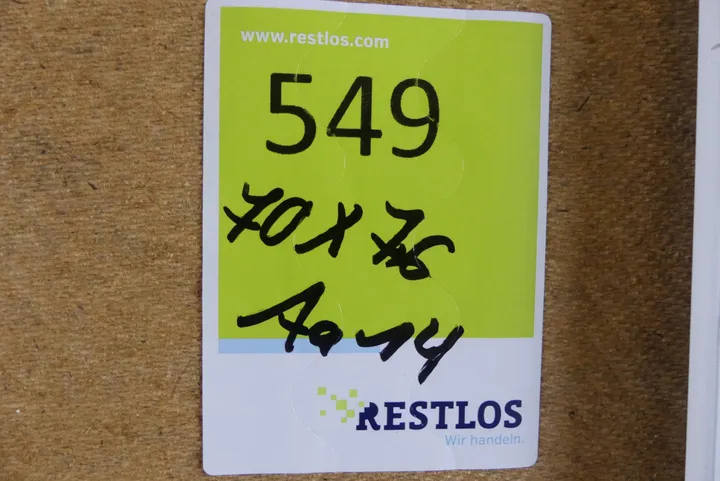 www.restlos.com
549
70 X 76
RESTLOS
Wir handeln.